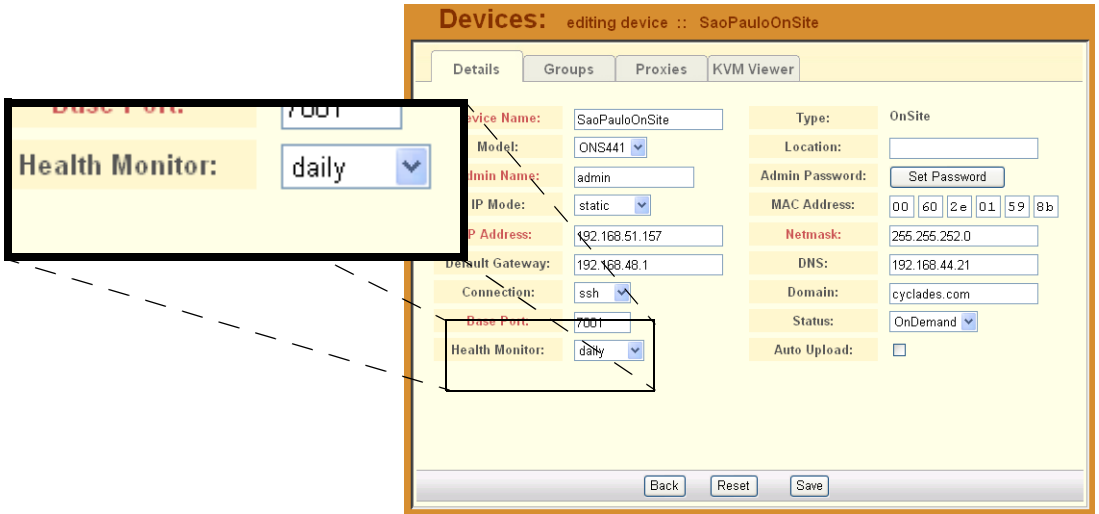 Devices: editing device :: SaoPauloOnSite
Details Groups Proxies KVM Viewer
Base Port: 7001
Health Monitor: daily
evice Name: SaoPauloOnSite Type: OnSite
Model: ONS441 Location:
dmin Name: admin Admin Password: Set Password
IP Mode: static MAC Address: 00 60 2e 01 59 8b
P Address: 192.168.51.157 Netmask: 255.255.252.0
Default Gateway: 192.168.48.1 DNS: 192.168.44.21
Connection: ssh Domain: cyclades.com
Base Port: 7001 Status: OnDemand
Health Monitor: daily Auto Upload:
Back Reset Save